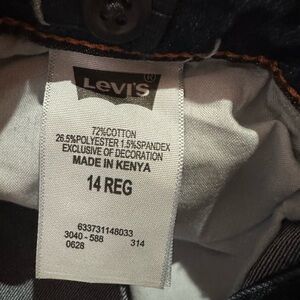 LEVI'S ®
72%COTTON
26.5%POLYESTER 1.5%SPANDEX
EXCLUSIVE OF DECORATION
MADE IN KENYA
14 REG
633731148033
3040 - 588 314
0628